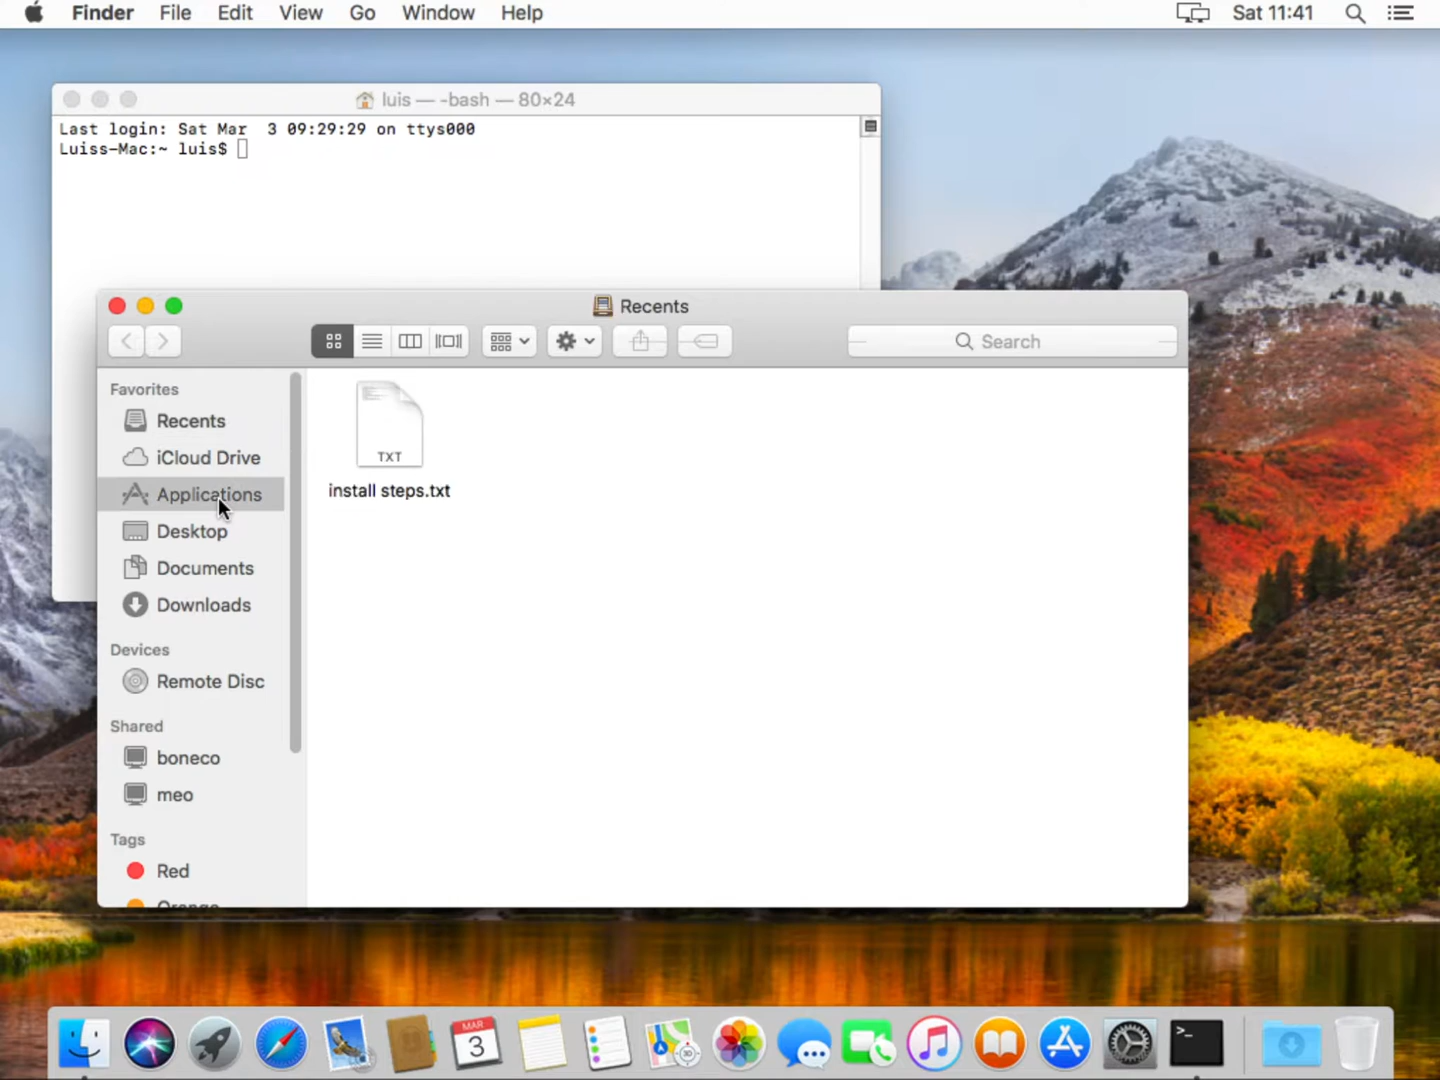 Finder File Edit View Go Window Help Sat 11:41
luis — -bash — 80×24
Last login: Sat Mar  3 09:29:29 on ttys000
Luiss-Mac:~ luis$
Recents
Search
Favorites
Recents
iCloud Drive
Applications
Desktop
Documents
Downloads
Devices
Remote Disc
Shared
boneco
meo
Tags
Red
Orange
TXT
install steps.txt
MAR
3
3D
>_